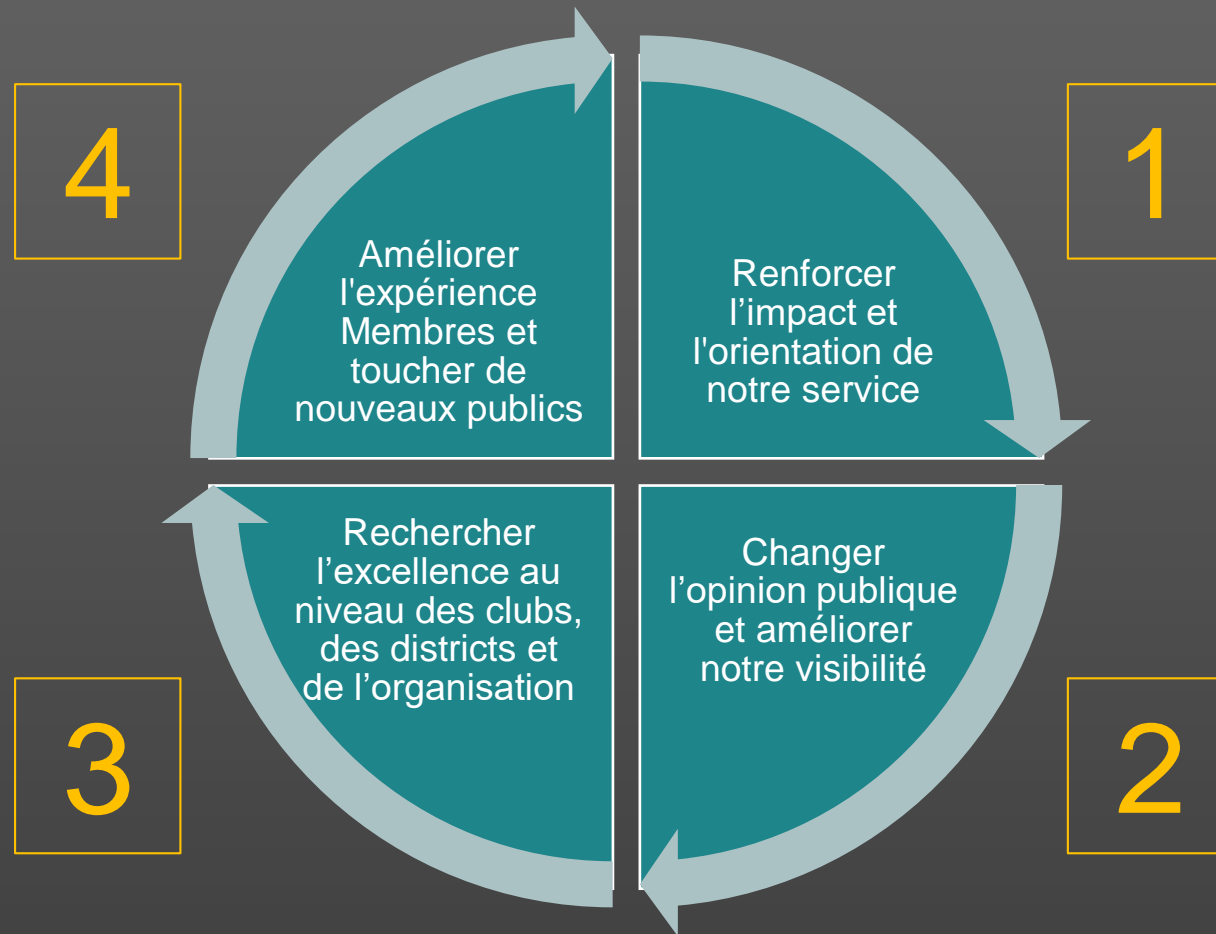 4
Améliorer
l'expérience
Membres et
toucher de
nouveaux publics
1
Renforcer
l’impact et
l'orientation de
notre service
3
Rechercher
l’excellence au
niveau des clubs,
des districts et
de l’organisation
2
Changer
l’opinion publique
et améliorer
notre visibilité